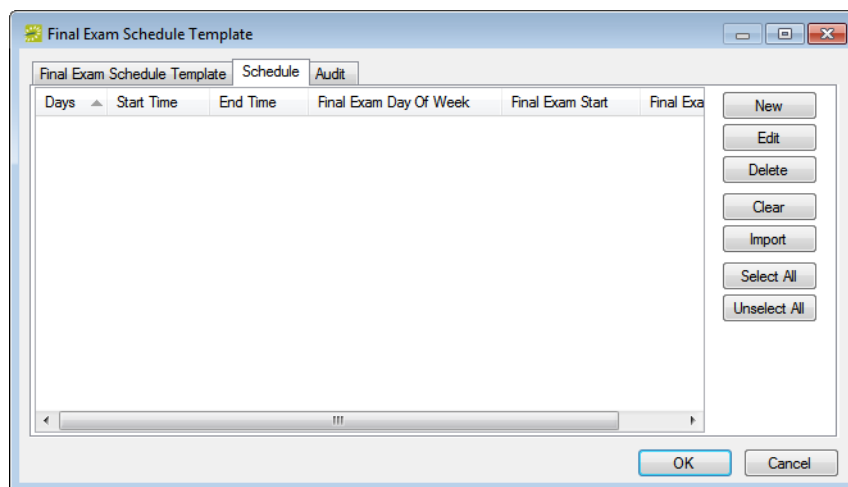 Final Exam Schedule Template
Final Exam Schedule Template Schedule Audit
Days Start Time End Time Final Exam Day Of Week Final Exam Start Final Exa
New
Edit
Delete
Clear
Import
Select All
Unselect All
OK Cancel